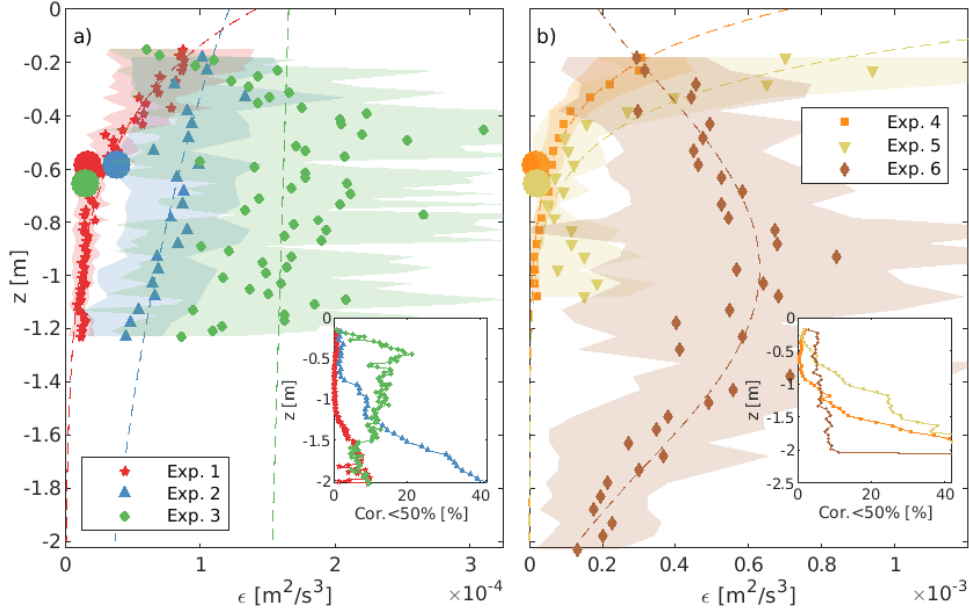 a)
0
-0.2
-0.4
-0.6
-0.8
-1
-1.2
-1.4
-1.6
-1.8
-2
z [m]
0 1 2 3
ϵ [m²/s³]
×10⁻⁴
Exp. 1
Exp. 2
Exp. 3
0
-0.5
-1
-1.5
-2
z [m]
0 20 40
Cor.<50% [%]
b)
Exp. 4
Exp. 5
Exp. 6
0 0.2 0.4 0.6 0.8 1
ϵ [m²/s³]
×10⁻³
0
-0.5
-1
-1.5
-2
-2.5
z [m]
0 20 40
Cor.<50% [%]